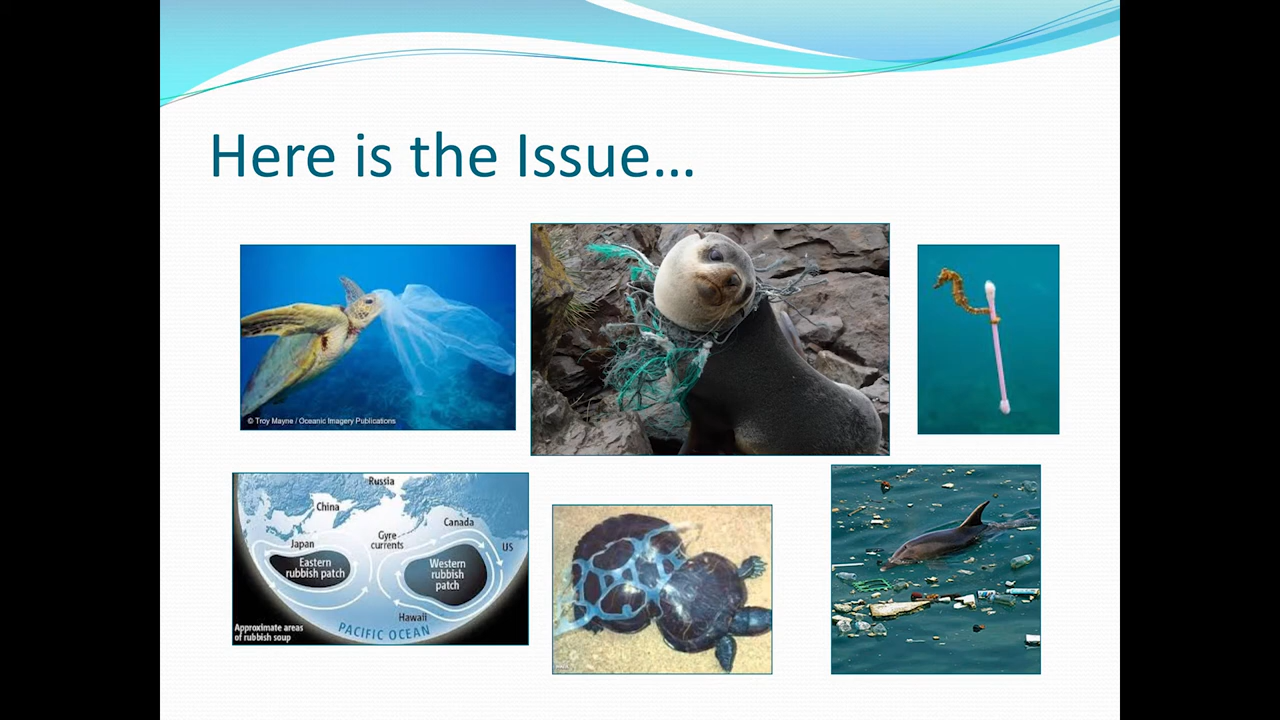 Here is the Issue…
© Troy Mayne / Oceanic Imagery Publications
Russia
China
Canada
Gyre
currents
Japan
US
Eastern
rubbish patch
Western
rubbish
patch
Hawaii
Approximate areas
of rubbish soup
PACIFIC OCEAN